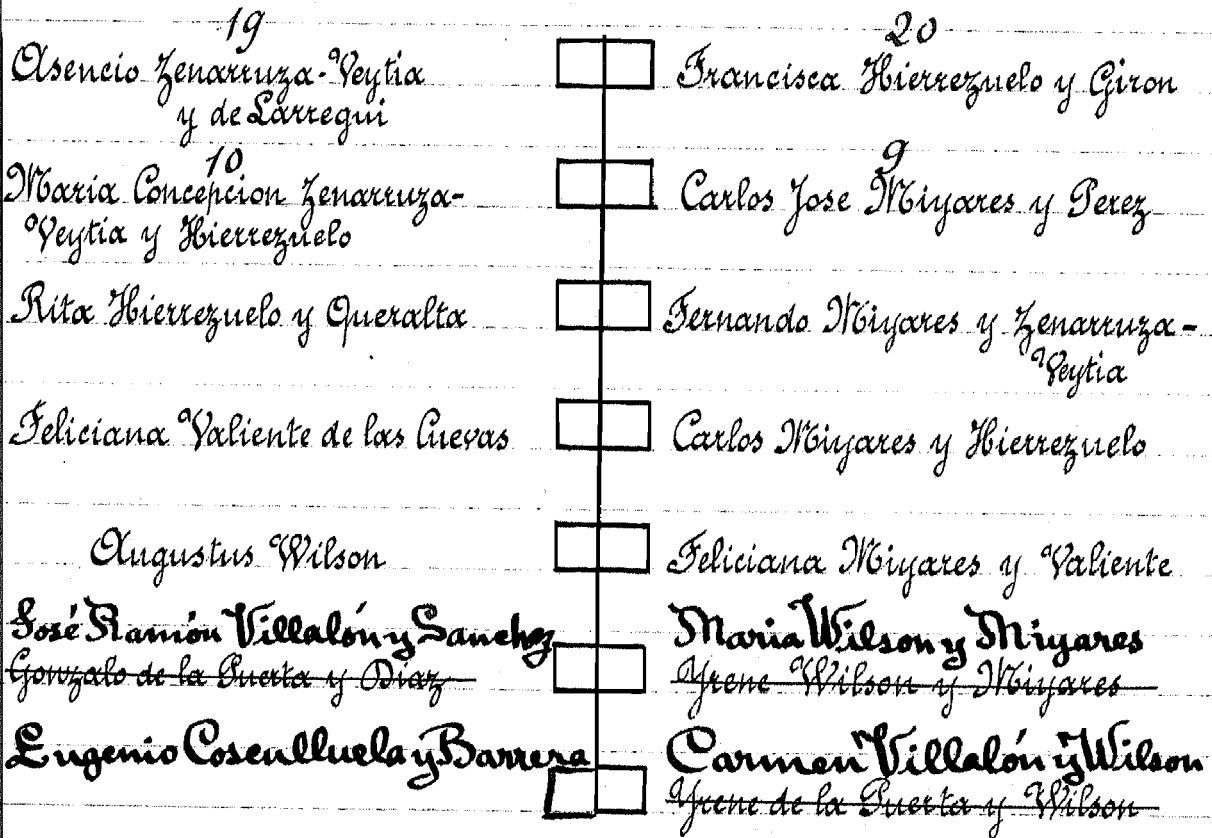 19 20
Asencio Zenarruza-Veytia Francisca Hierrezuelo y Giron
y de Larregui
10 9
Maria Concepcion Zenarruza- Carlos Jose Miyares y Perez
Veytia y Hierrezuelo
Rita Hierrezuelo y Queralta Fernando Miyares y Zenarruza-
Veytia
Feliciana Valiente de las Cuevas Carlos Miyares y Hierrezuelo
Augustus Wilson Feliciana Miyares y Valiente
José Ramón Villalón y Sanchez Maria Wilson y Miyares
Gonzalo de la Puerta y Diaz Yrene Wilson y Miyares
Eugenio Cosculluela y Barrera Carmen Villalón y Wilson
Yrene de la Puerta y Wilson